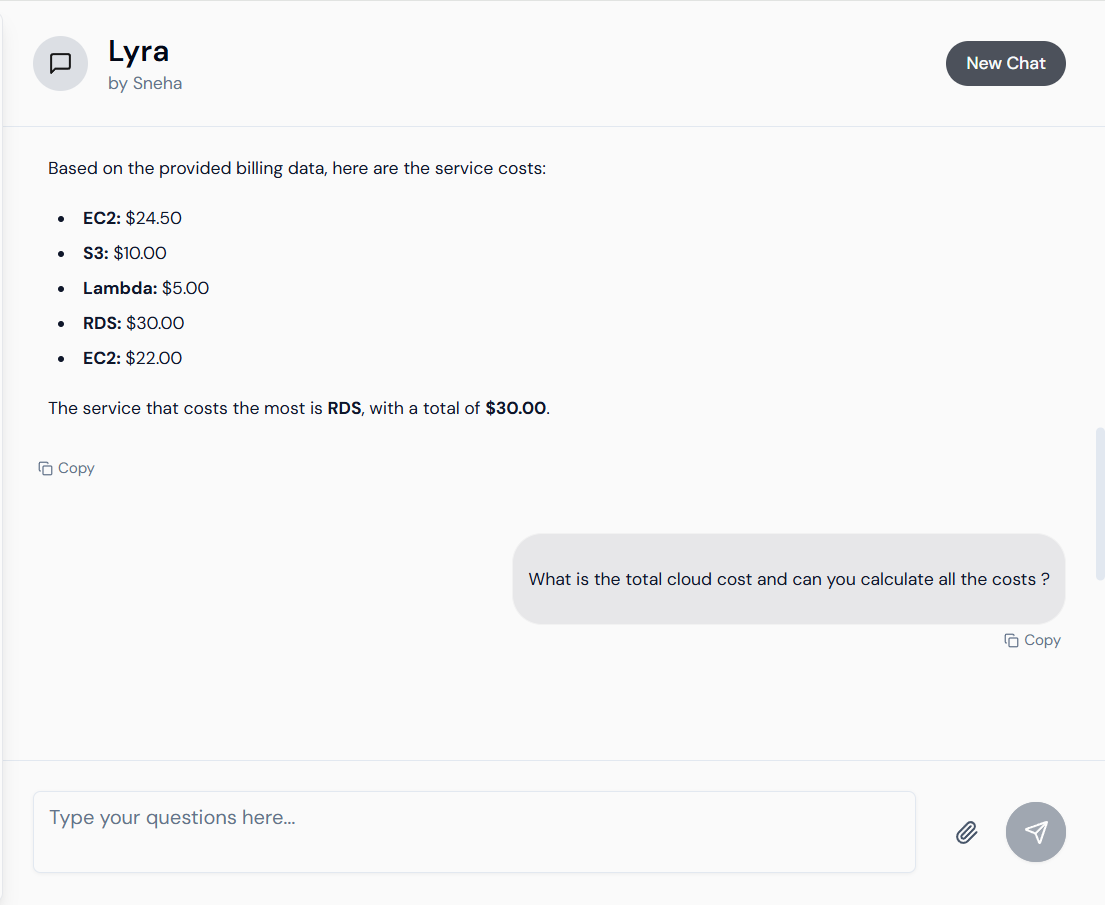 Lyra
by Sneha
New Chat
Based on the provided billing data, here are the service costs:
EC2: $24.50
S3: $10.00
Lambda: $5.00
RDS: $30.00
EC2: $22.00
The service that costs the most is RDS, with a total of $30.00.
Copy
What is the total cloud cost and can you calculate all the costs ?
Copy
Type your questions here...